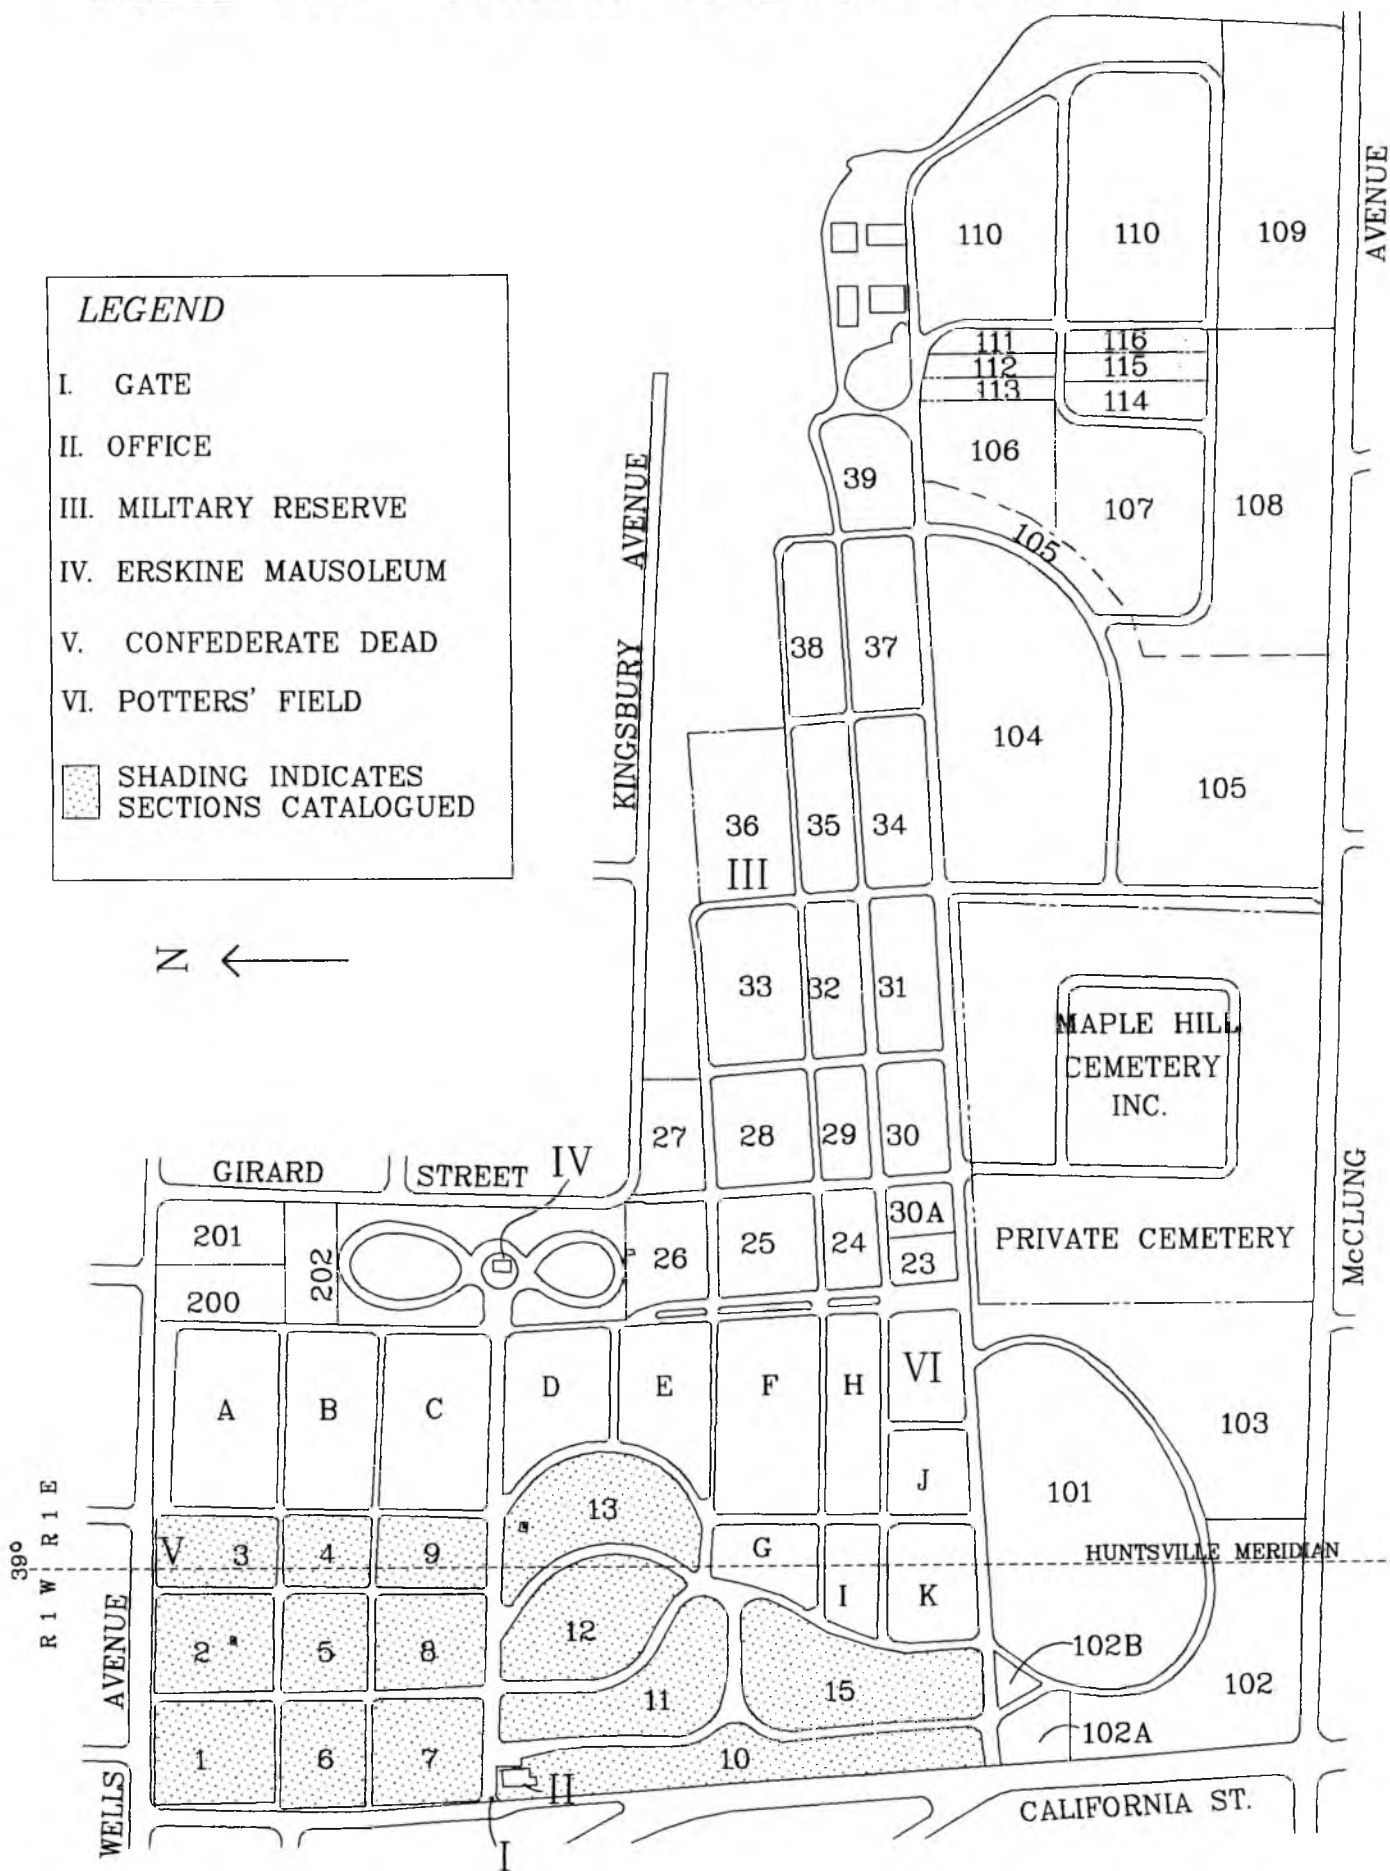 LEGEND
I. GATE
II. OFFICE
III. MILITARY RESERVE
IV. ERSKINE MAUSOLEUM
V. CONFEDERATE DEAD
VI. POTTERS' FIELD
SHADING INDICATES
SECTIONS CATALOGUED
N
AVENUE
110
110
109
111
116
112
115
113
114
106
39
107
108
105
KINGSBURY AVENUE
38
37
104
105
36
35
34
III
33
32
31
MAPLE HILL
CEMETERY
INC.
27
28
29
30
GIRARD STREET
IV
McCLUNG
201
202
200
26
25
24
30A
23
PRIVATE CEMETERY
A
B
C
D
E
F
H
VI
J
103
101
13
V
3
4
9
G
I
K
39°
R1W R1E
HUNTSVILLE MERIDIAN
2
5
8
12
11
15
102B
102
102A
1
6
7
10
WELLS AVENUE
II
I
CALIFORNIA ST.